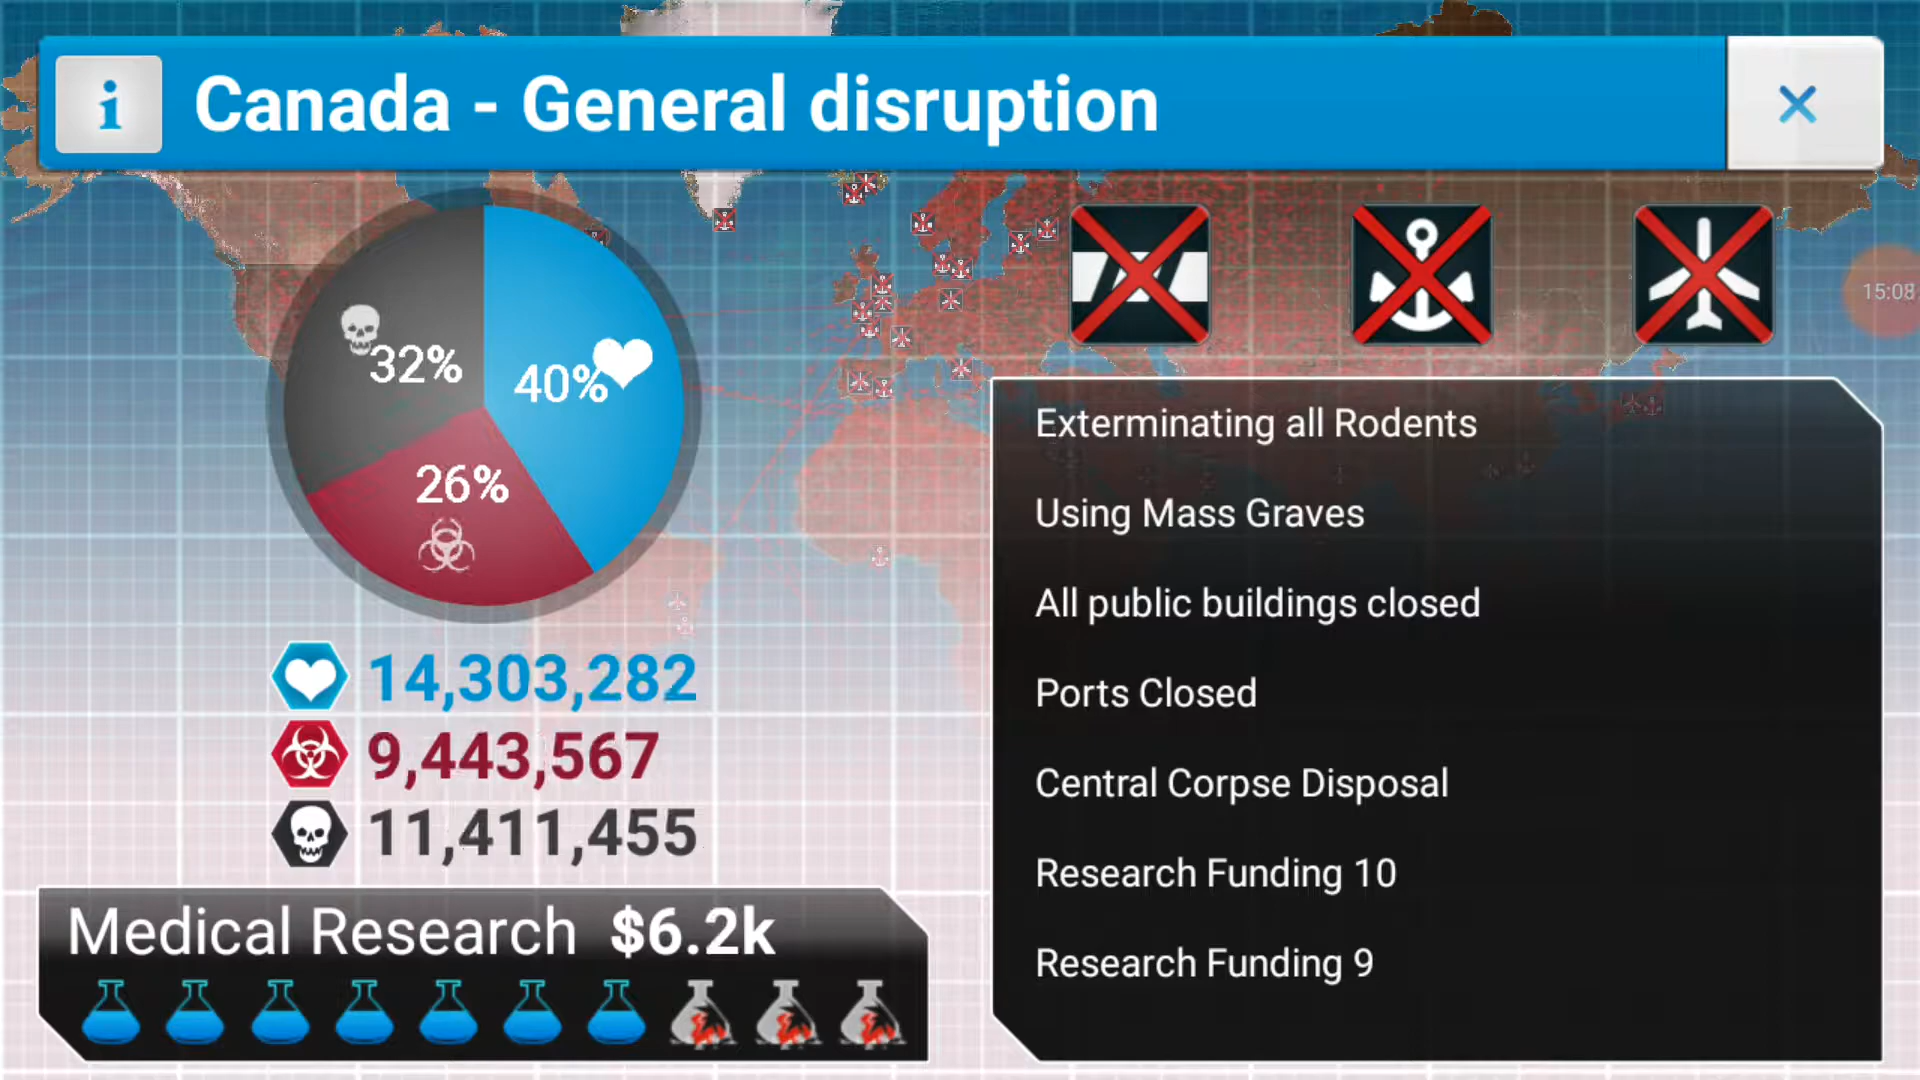 i
Canada - General disruption
15:08
32%
40%
26%
14,303,282
9,443,567
11,411,455
Medical Research $6.2k
Exterminating all Rodents
Using Mass Graves
All public buildings closed
Ports Closed
Central Corpse Disposal
Research Funding 10
Research Funding 9